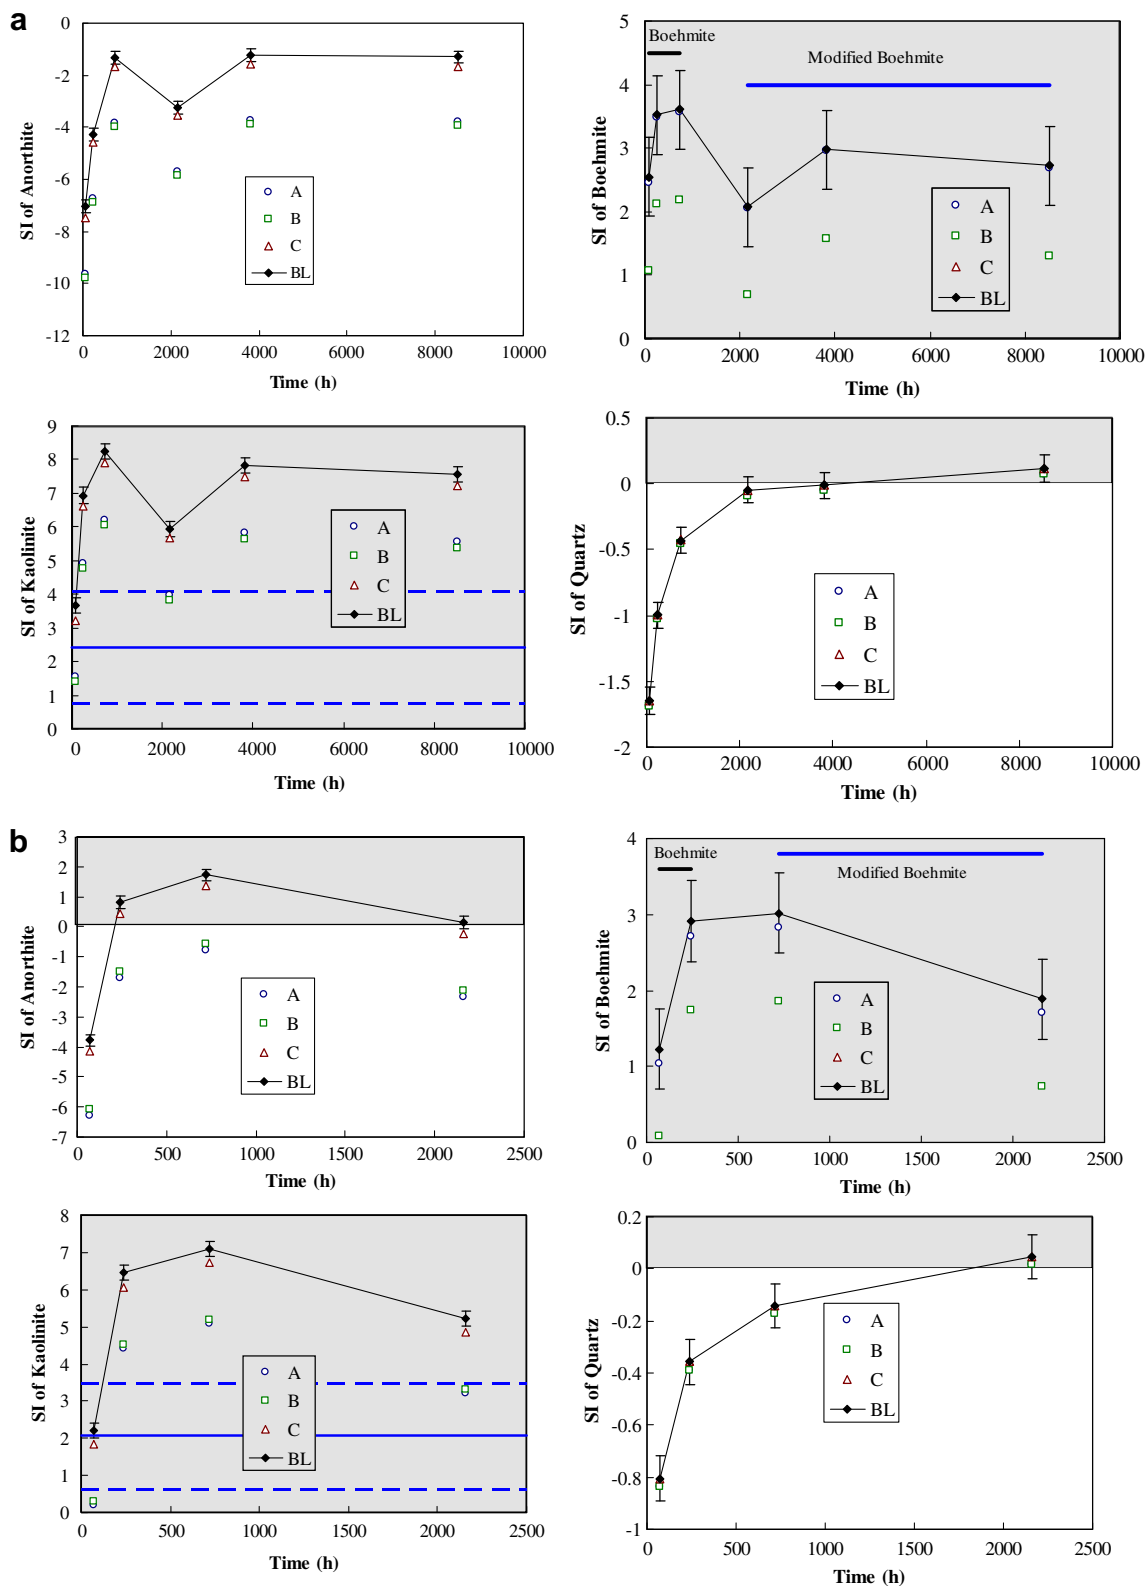 a
SI of Anorthite
0
-2
-4
-6
-8
-10
-12
A
B
C
BL
0 2000 4000 6000 8000 10000
Time (h)
SI of Boehmite
5
4
3
2
1
0
Boehmite
Modified Boehmite
A
B
C
BL
0 2000 4000 6000 8000 10000
Time (h)
SI of Kaolinite
9
8
7
6
5
4
3
2
1
0
A
B
C
BL
0 2000 4000 6000 8000 10000
Time (h)
SI of Quartz
0.5
0
-0.5
-1
-1.5
-2
A
B
C
BL
0 2000 4000 6000 8000 10000
Time (h)
b
SI of Anorthite
3
2
1
0
-1
-2
-3
-4
-5
-6
-7
A
B
C
BL
0 500 1000 1500 2000 2500
Time (h)
SI of Boehmite
4
3
2
1
0
Boehmite
Modified Boehmite
A
B
C
BL
0 500 1000 1500 2000 2500
Time (h)
SI of Kaolinite
8
7
6
5
4
3
2
1
0
A
B
C
BL
0 500 1000 1500 2000 2500
Time (h)
SI of Quartz
0.2
0
-0.2
-0.4
-0.6
-0.8
-1
A
B
C
BL
0 500 1000 1500 2000 2500
Time (h)